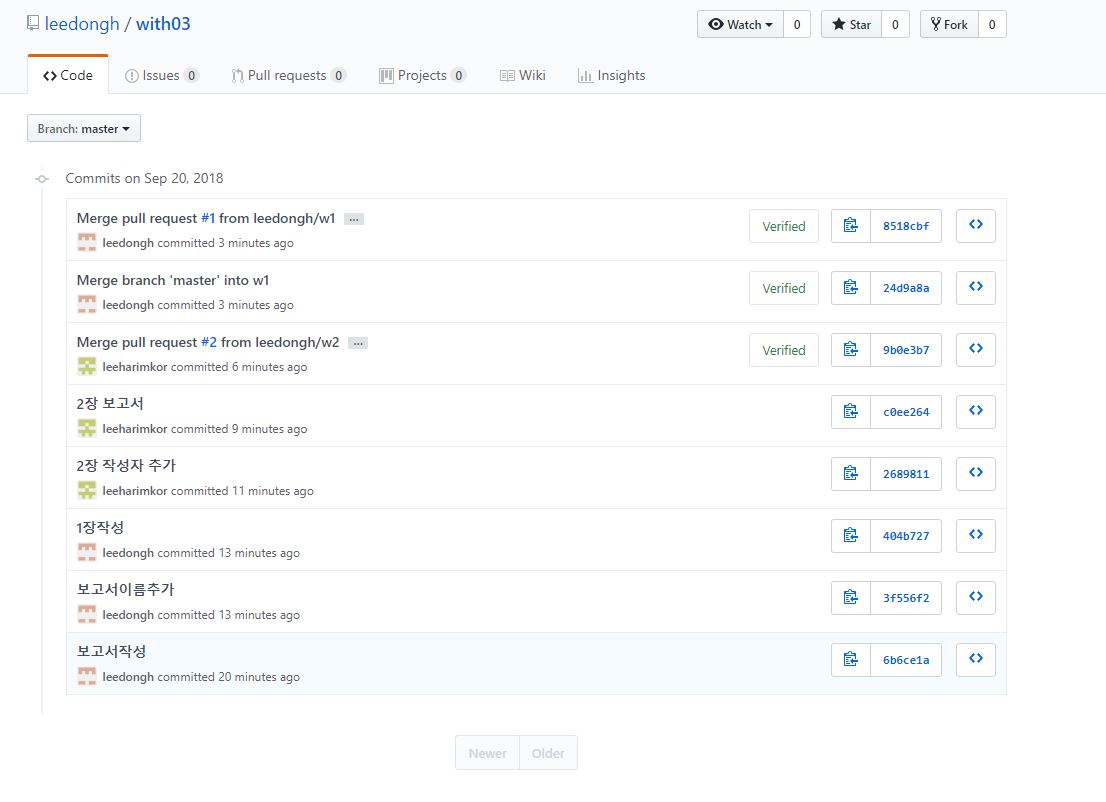 leedongh / with03
Watch 0 Star 0 Fork 0
Code Issues 0 Pull requests 0 Projects 0 Wiki Insights
Branch: master
Commits on Sep 20, 2018
Merge pull request #1 from leedongh/w1 ...
leedongh committed 3 minutes ago
Verified 8518cbf
Merge branch 'master' into w1
leedongh committed 3 minutes ago
Verified 24d9a8a
Merge pull request #2 from leedongh/w2 ...
leeharimkor committed 6 minutes ago
Verified 9b0e3b7
2장 보고서
leeharimkor committed 9 minutes ago
c0ee264
2장 작성자 추가
leeharimkor committed 11 minutes ago
2689811
1장작성
leedongh committed 13 minutes ago
404b727
보고서이름추가
leedongh committed 13 minutes ago
3f556f2
보고서작성
leedongh committed 20 minutes ago
6b6ce1a
Newer Older